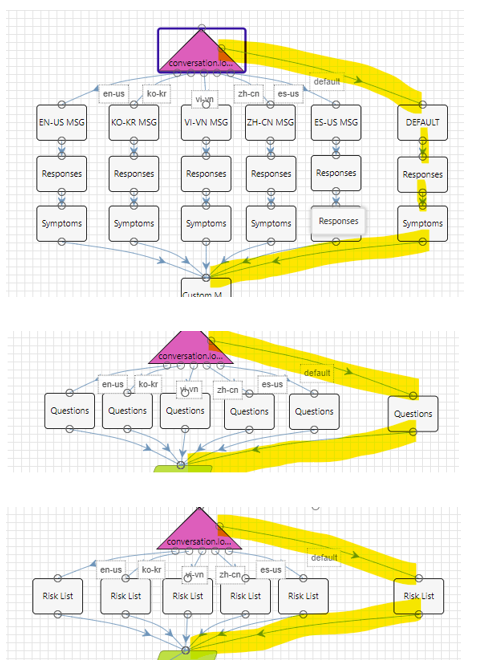 conversation.lo...
default
en-us
ko-kr
vi-vn
zh-cn
es-us
EN-US MSG
KO-KR MSG
VI-VN MSG
ZH-CN MSG
ES-US MSG
DEFAULT
Responses
Responses
Responses
Responses
Responses
Responses
Symptoms
Symptoms
Symptoms
Symptoms
Responses
Symptoms
Custom M...
conversation.lo...
default
en-us
ko-kr
vi-vn
zh-cn
es-us
Questions
Questions
Questions
Questions
Questions
Questions
conversation.lo...
default
en-us
ko-kr
vi-vn
zh-cn
es-us
Risk List
Risk List
Risk List
Risk List
Risk List
Risk List